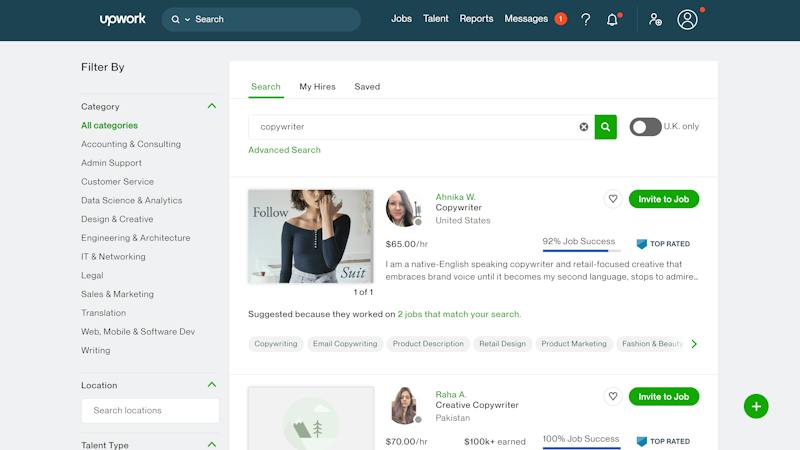 upwork
Search
Jobs Talent Reports Messages 1
Filter By
Category
All categories
Accounting & Consulting
Admin Support
Customer Service
Data Science & Analytics
Design & Creative
Engineering & Architecture
IT & Networking
Legal
Sales & Marketing
Translation
Web, Mobile & Software Dev
Writing
Location
Search locations
Talent Type
Search My Hires Saved
copywriter
U.K. only
Advanced Search
Follow
Suit
1 of 1
Ahnika W.
Copywriter
United States
Invite to Job
$65.00/hr
92% Job Success
TOP RATED
I am a native-English speaking copywriter and retail-focused creative that
embraces brand voice until it becomes my second language, stops to admire...
Suggested because they worked on 2 jobs that match your search.
Copywriting Email Copywriting Product Description Retail Design Product Marketing Fashion & Beauty
Raha A.
Creative Copywriter
Pakistan
Invite to Job
$70.00/hr
$100k+ earned
100% Job Success
TOP RATED